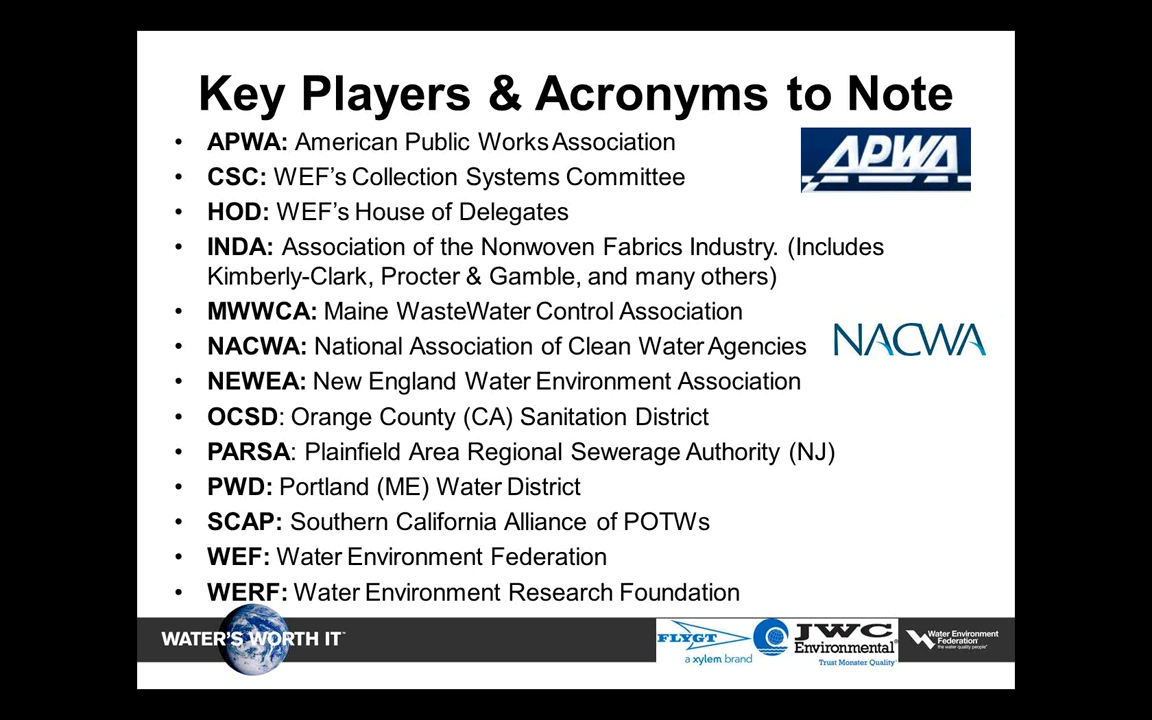 Key Players & Acronyms to Note
• APWA: American Public Works Association
APWA
• CSC: WEF's Collection Systems Committee
• HOD: WEF's House of Delegates
• INDA: Association of the Nonwoven Fabrics Industry. (Includes
Kimberly-Clark, Procter & Gamble, and many others)
• MWWCA: Maine WasteWater Control Association
• NACWA: National Association of Clean Water Agencies
NACWA
• NEWEA: New England Water Environment Association
• OCSD: Orange County (CA) Sanitation District
• PARSA: Plainfield Area Regional Sewerage Authority (NJ)
• PWD: Portland (ME) Water District
• SCAP: Southern California Alliance of POTWs
• WEF: Water Environment Federation
• WERF: Water Environment Research Foundation
WATER'S WORTH IT™
FLYGT
a xylem brand
JWC
Environmental®
Trust Monster Quality®
Water Environment
Federation®
the water quality people®